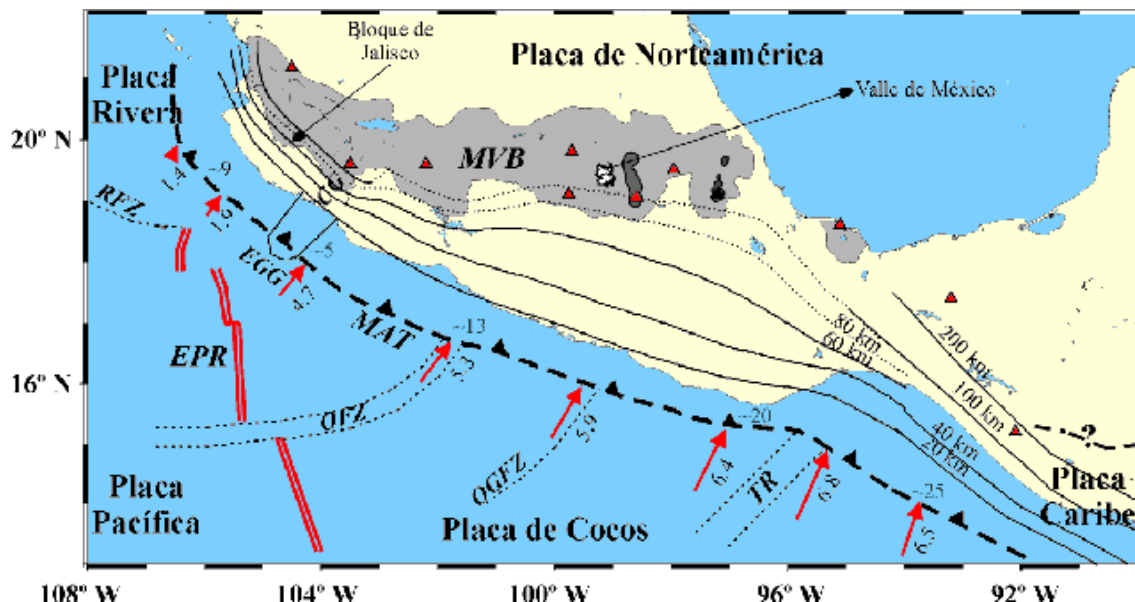 Bloque de
Jalisco
Placa de Norteamérica
Placa
Rivera
Valle de México
20° N
MVB
~9
1.4
RFZ
EGG
~5
4.7
MAT
~13
EPR
5.3
80 km
60 km
200 km
100 km
16° N
OFZ
5.9
~20
40 km
20 km
?
OGFZ
6.4
TR
6.8
~25
Placa
Pacífica
Placa de Cocos
Placa
Caribe
108° W
104° W
100° W
96° W
92° W